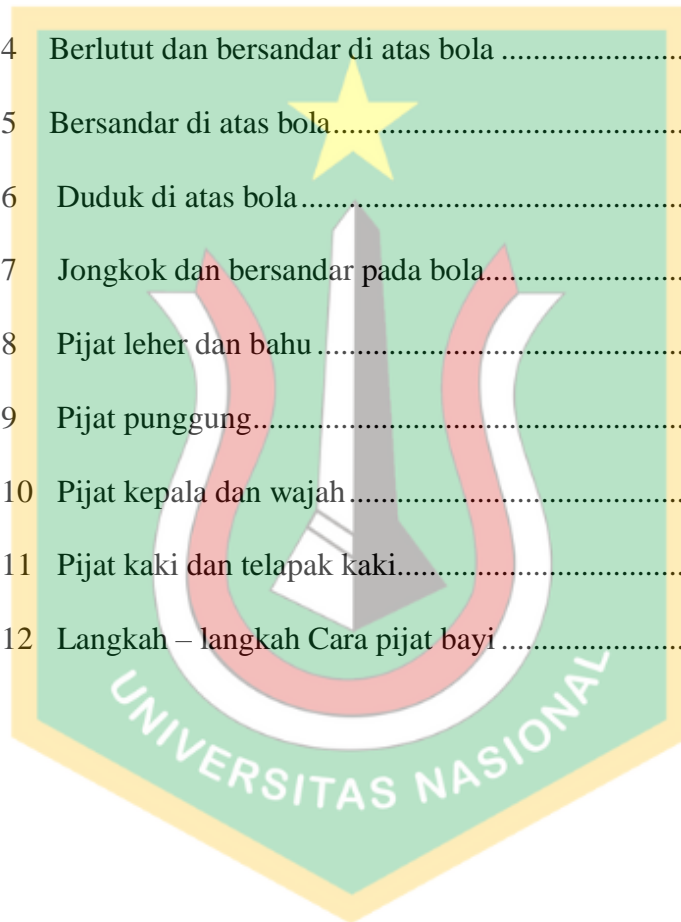 4 Berlutut dan bersandar di atas bola ......................
5 Bersandar di atas bola..........................................
6 Duduk di atas bola..............................................
7 Jongkok dan bersandar pada bola........................
8 Pijat leher dan bahu............................................
9 Pijat punggung....................................................
10 Pijat kepala dan wajah........................................
11 Pijat kaki dan telapak kaki..................................
12 Langkah – langkah Cara pijat bayi ......................
UNIVERSITAS NASIONAL